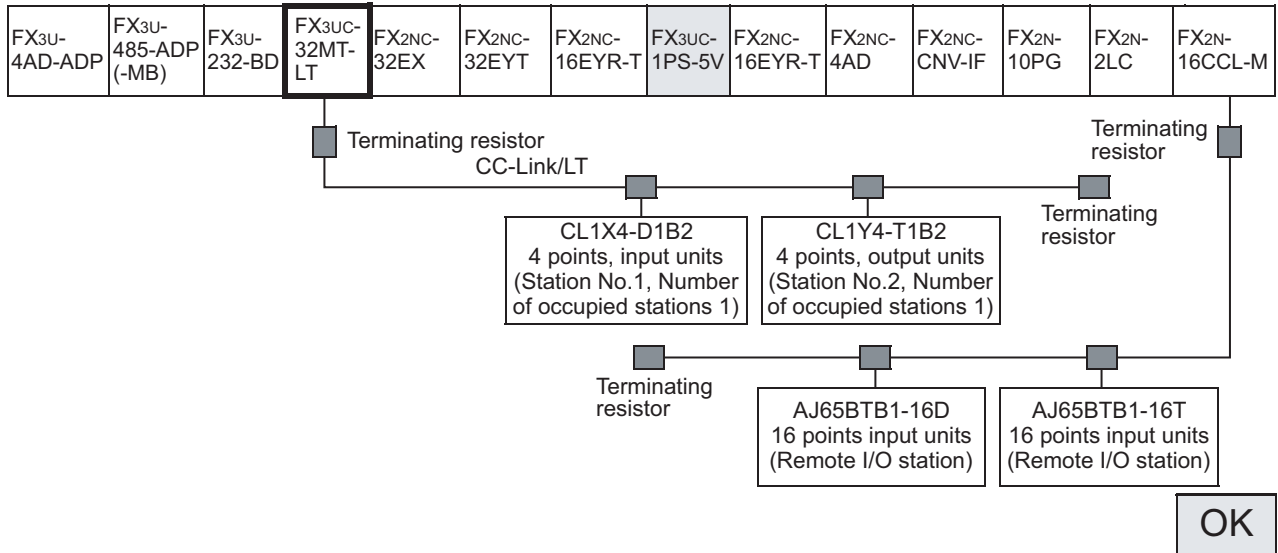 FX3U-
4AD-ADP
FX3U-
485-ADP
(-MB)
FX3U-
232-BD
FX3UC-
32MT-
LT
FX2NC-
32EX
FX2NC-
32EYT
FX2NC-
16EYR-T
FX3UC-
1PS-5V
FX2NC-
16EYR-T
FX2NC-
4AD
FX2NC-
CNV-IF
FX2N-
10PG
FX2N-
2LC
FX2N-
16CCL-M
Terminating resistor
CC-Link/LT
Terminating
resistor
CL1X4-D1B2
4 points, input units
(Station No.1, Number
of occupied stations 1)
CL1Y4-T1B2
4 points, output units
(Station No.2, Number
of occupied stations 1)
Terminating
resistor
Terminating
resistor
AJ65BTB1-16D
16 points input units
(Remote I/O station)
AJ65BTB1-16T
16 points input units
(Remote I/O station)
OK